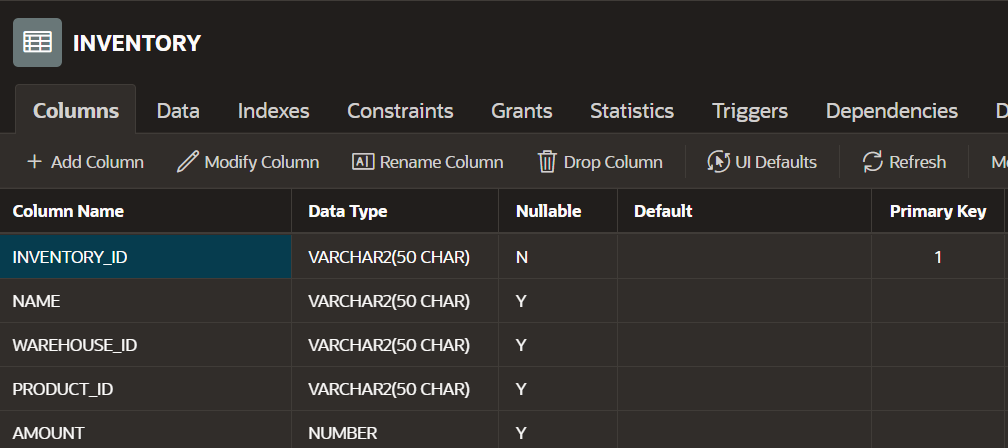 INVENTORY
Columns Data Indexes Constraints Grants Statistics Triggers Dependencies
+ Add Column Modify Column Rename Column Drop Column UI Defaults Refresh
Column Name Data Type Nullable Default Primary Key
INVENTORY_ID VARCHAR2(50 CHAR) N 1
NAME VARCHAR2(50 CHAR) Y
WAREHOUSE_ID VARCHAR2(50 CHAR) Y
PRODUCT_ID VARCHAR2(50 CHAR) Y
AMOUNT NUMBER Y